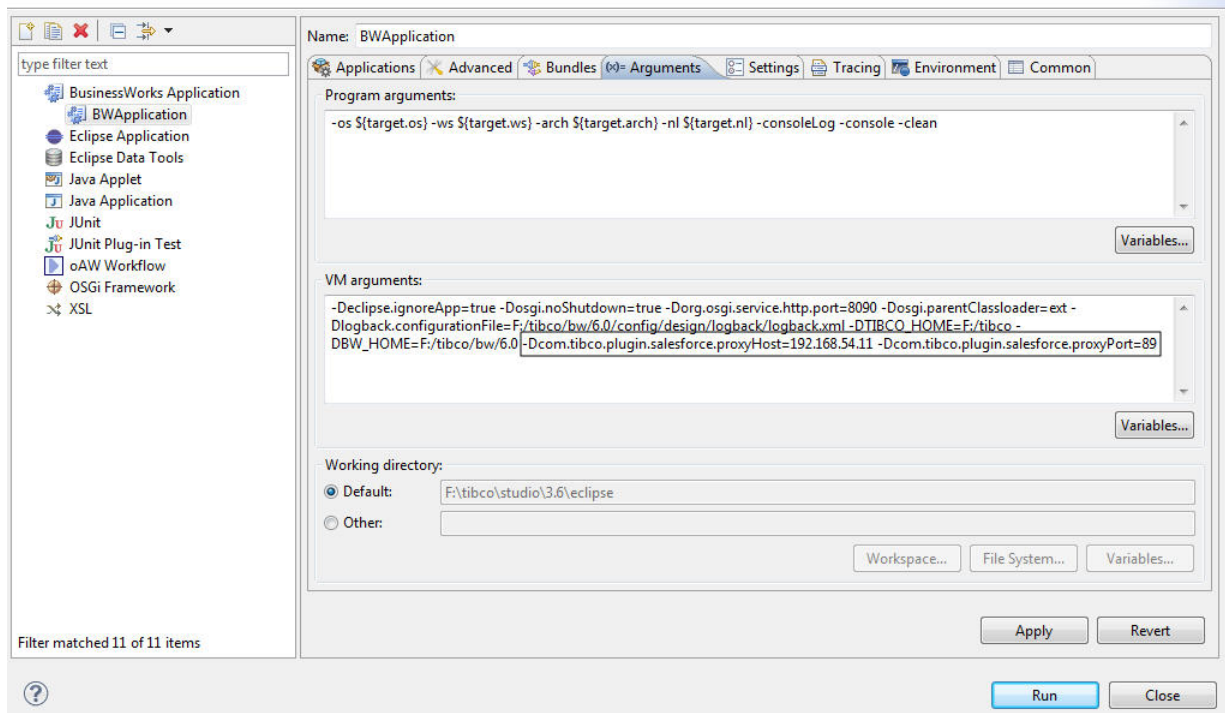 type filter text
BusinessWorks Application
BWApplication
Eclipse Application
Eclipse Data Tools
Java Applet
Java Application
JUnit
JUnit Plug-in Test
oAW Workflow
OSGi Framework
XSL
Filter matched 11 of 11 items
Name: BWApplication
Applications Advanced Bundles (x)= Arguments Settings Tracing Environment Common
Program arguments:
-os ${target.os} -ws ${target.ws} -arch ${target.arch} -nl ${target.nl} -consoleLog -console -clean
Variables...
VM arguments:
-Declipse.ignoreApp=true -Dosgi.noShutdown=true -Dorg.osgi.service.http.port=8090 -Dosgi.parentClassloader=ext -
Dlogback.configurationFile=F:/tibco/bw/6.0/config/design/logback/logback.xml -DTIBCO_HOME=F:/tibco -
DBW_HOME=F:/tibco/bw/6.0 -Dcom.tibco.plugin.salesforce.proxyHost=192.168.54.11 -Dcom.tibco.plugin.salesforce.proxyPort=89
Variables...
Working directory:
Default: F:\tibco\studio\3.6\eclipse
Other:
Workspace... File System... Variables...
Apply Revert
? Run Close